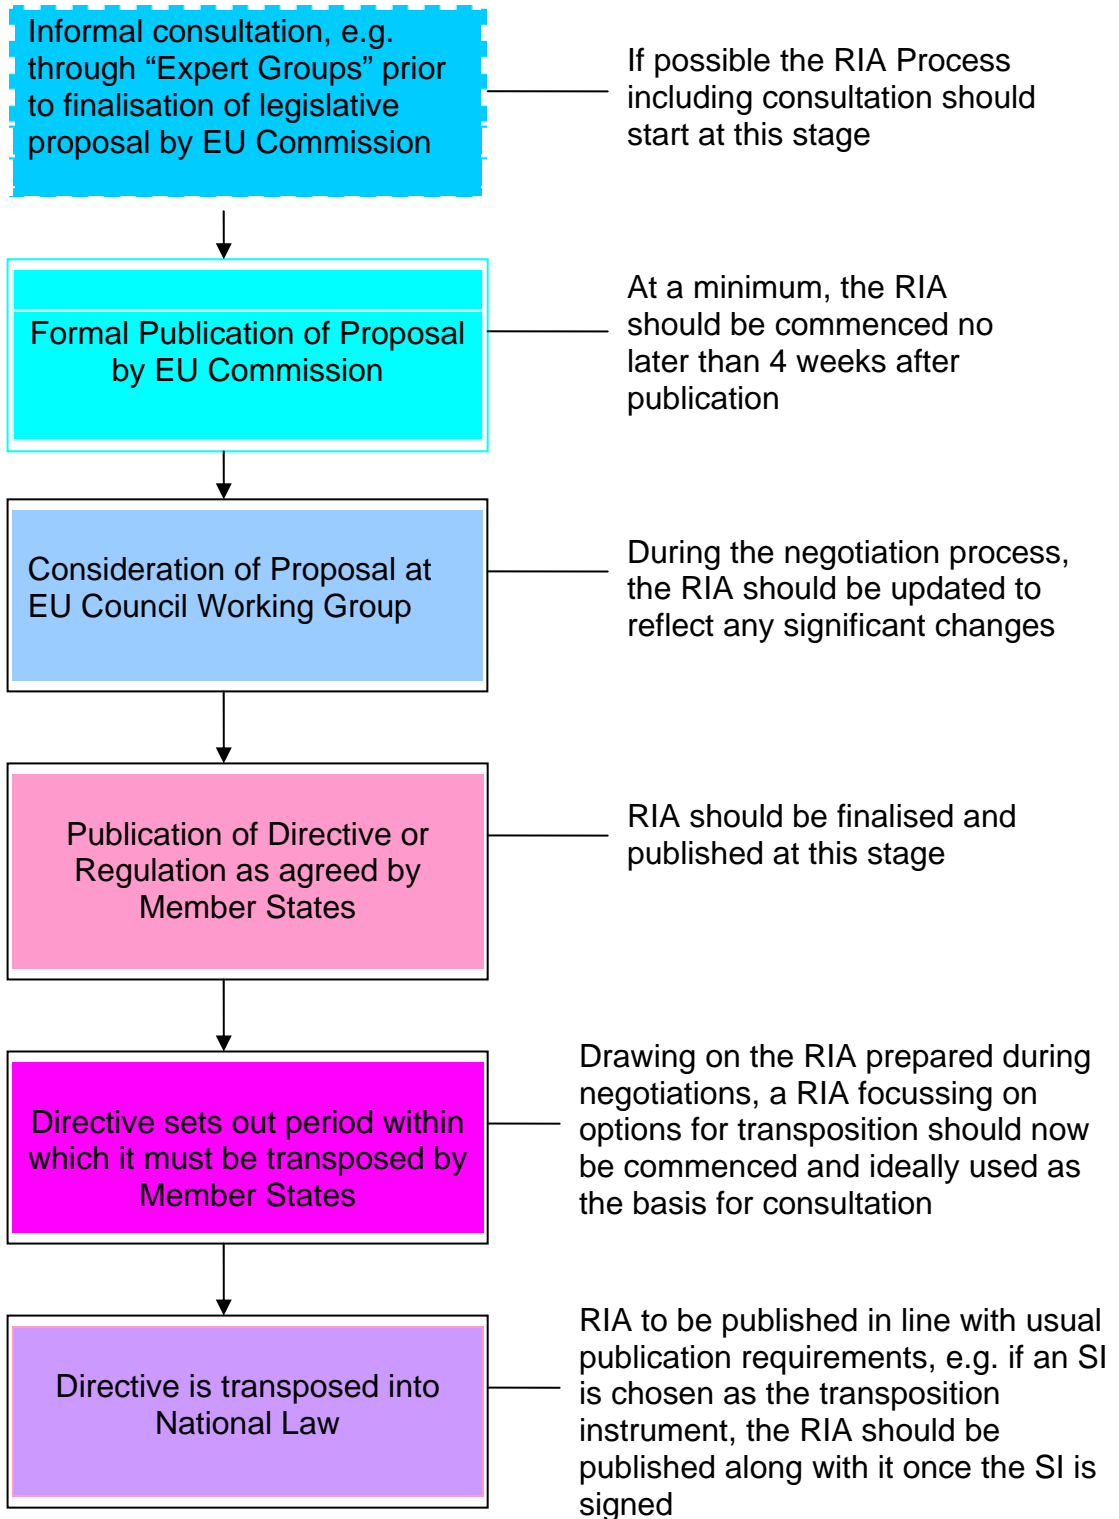 Informal consultation, e.g.
through “Expert Groups” prior
to finalisation of legislative
proposal by EU Commission
If possible the RIA Process
including consultation should
start at this stage
Formal Publication of Proposal
by EU Commission
At a minimum, the RIA
should be commenced no
later than 4 weeks after
publication
Consideration of Proposal at
EU Council Working Group
During the negotiation process,
the RIA should be updated to
reflect any significant changes
Publication of Directive or
Regulation as agreed by
Member States
RIA should be finalised and
published at this stage
Directive sets out period within
which it must be transposed by
Member States
Drawing on the RIA prepared during
negotiations, a RIA focussing on
options for transposition should now
be commenced and ideally used as
the basis for consultation
Directive is transposed into
National Law
RIA to be published in line with usual
publication requirements, e.g. if an SI
is chosen as the transposition
instrument, the RIA should be
published along with it once the SI is
signed